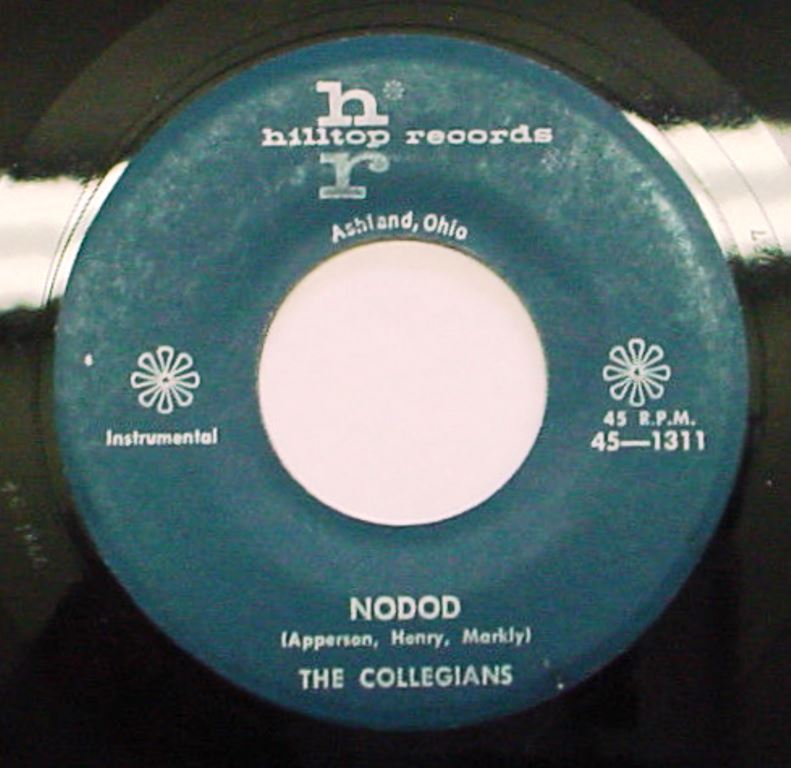 h
hilltop records
r
Ashland, Ohio
Instrumental
45 R.P.M.
45—1311
NODOD
(Apperson, Henry, Markly)
THE COLLEGIANS